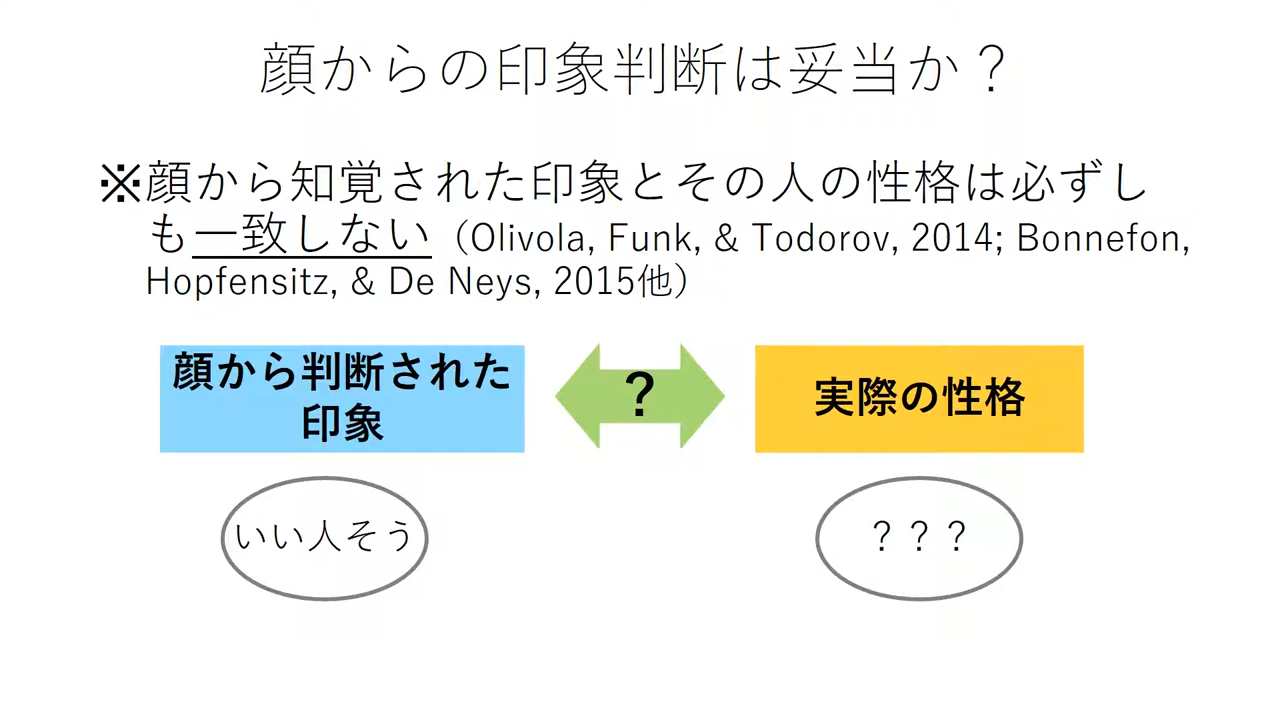 顔からの印象判断は妥当か？
※顔から知覚された印象とその人の性格は必ずし
も一致しない（Olivola, Funk, & Todorov, 2014; Bonnefon,
Hopfensitz, & De Neys, 2015他）
顔から判断された
印象
?
実際の性格
いい人そう
？？？